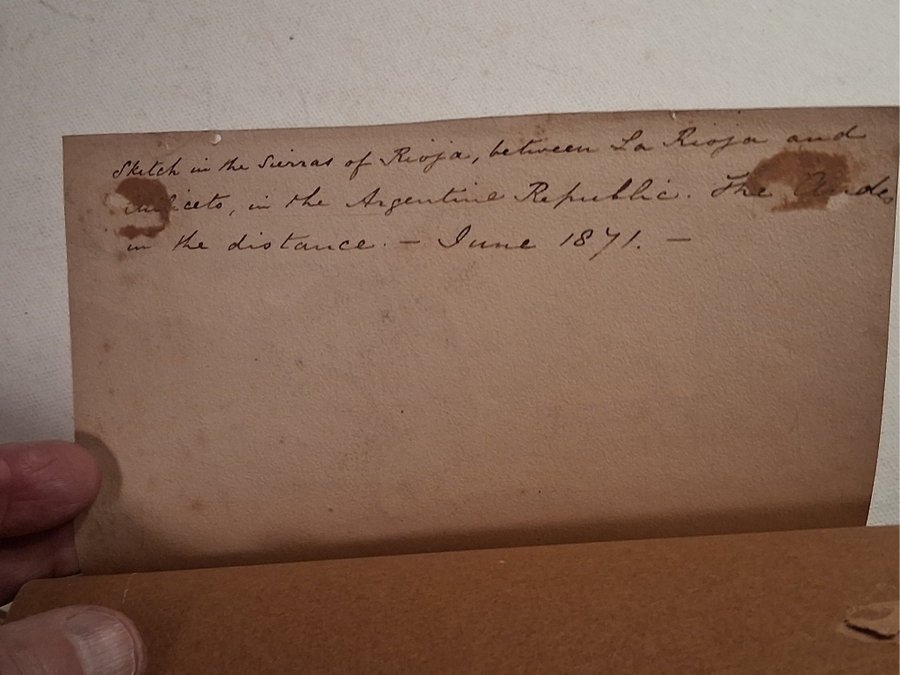 Sketch in the Sierras of Rioja, between La Rioja and
in the Argentine Republic. The Andes
in the distance. – June 1871. –